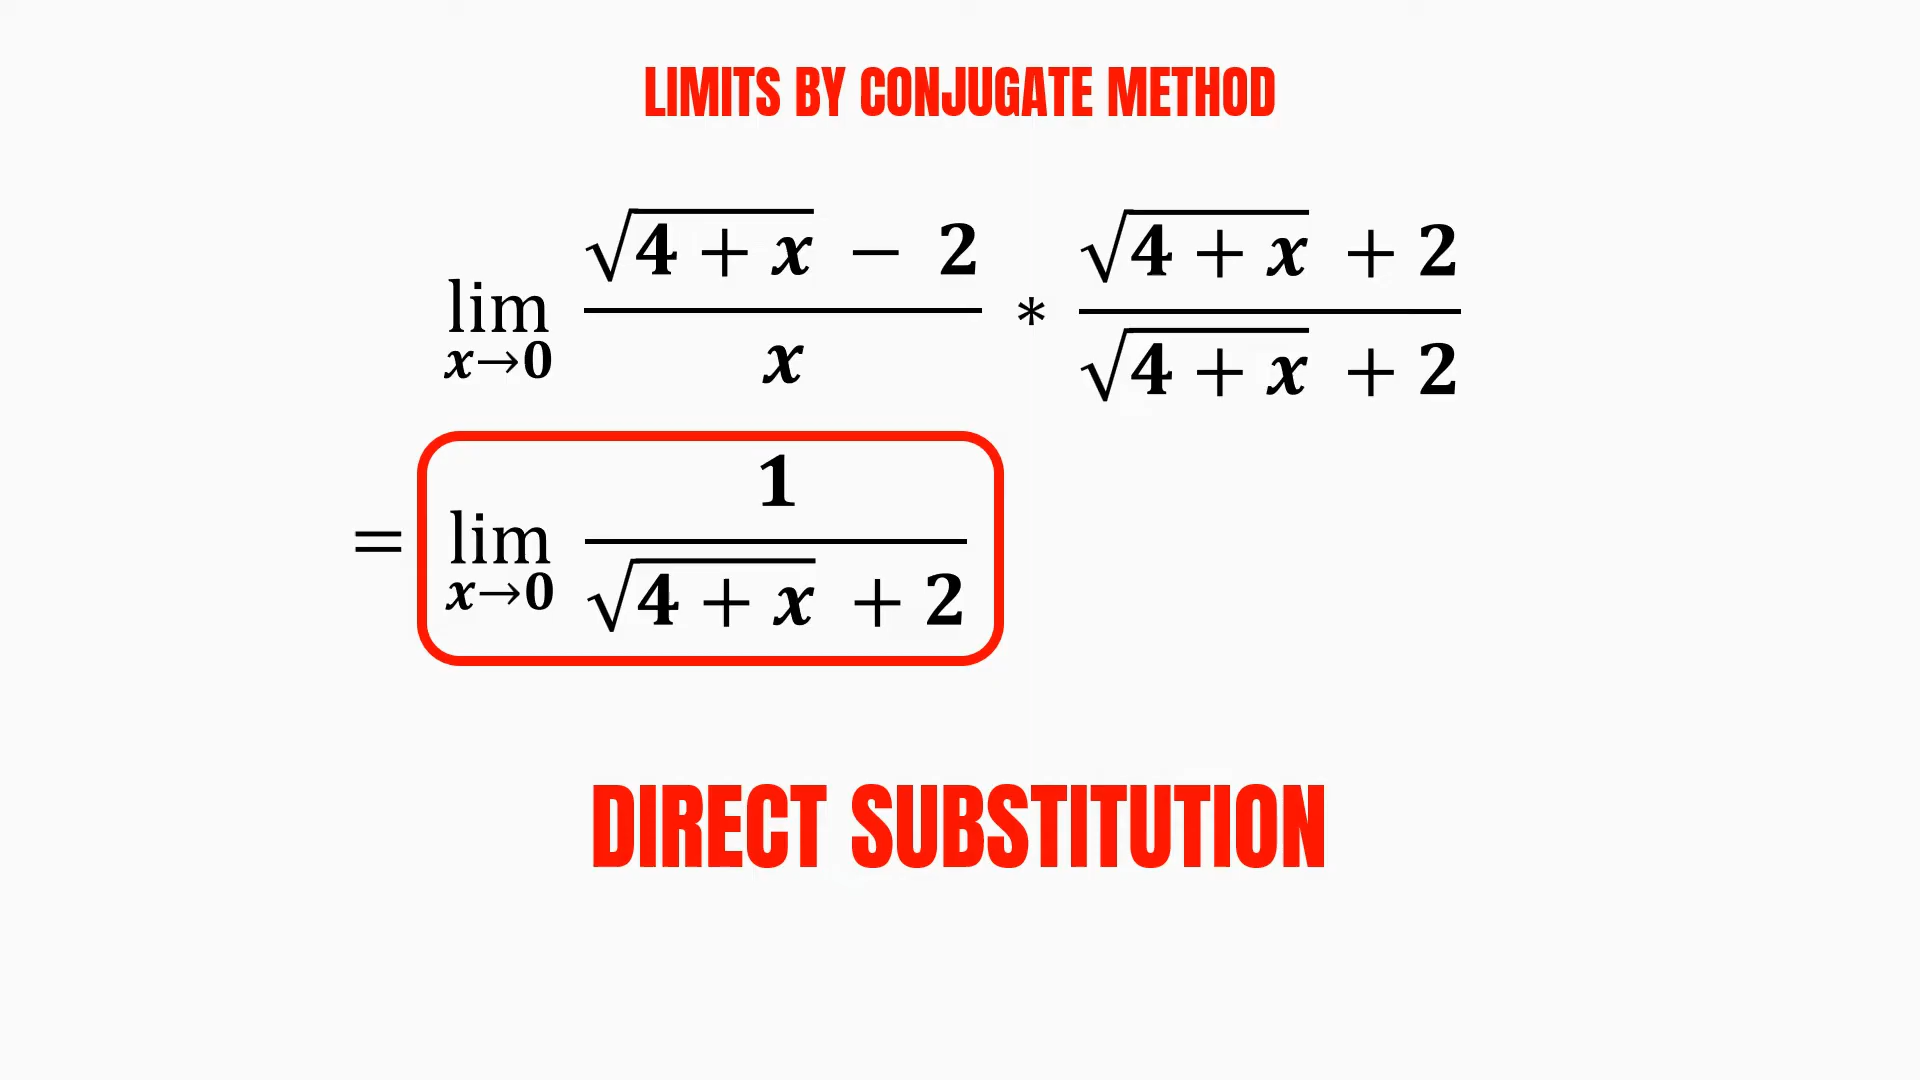 LIMITS BY CONJUGATE METHOD
lim x→0 (√(4 + x) − 2)/x * (√(4 + x) + 2)/(√(4 + x) + 2)
= lim x→0 1/(√(4 + x) + 2)
DIRECT SUBSTITUTION